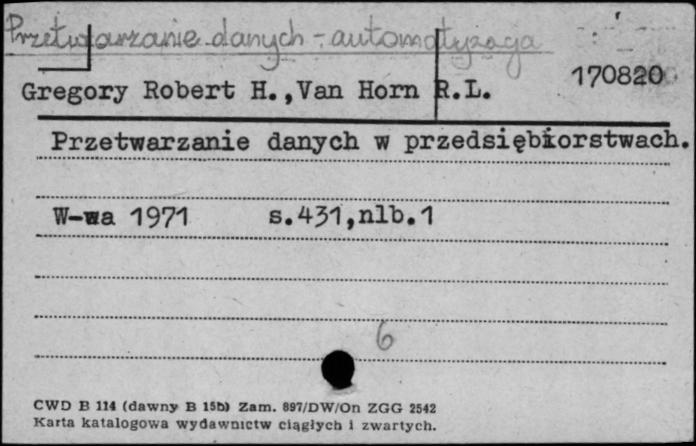 Przetwarzanie danych - automatyzacja
170820
Gregory Robert H.,Van Horn R.L.
Przetwarzanie danych w przedsiębiorstwach.
W-wa 1971 s.431,nlb.1
6
CWD B 114 (dawny B 15b) Zam. 897/DW/On ZGG 2542
Karta katalogowa wydawnictw ciągłych i zwartych.